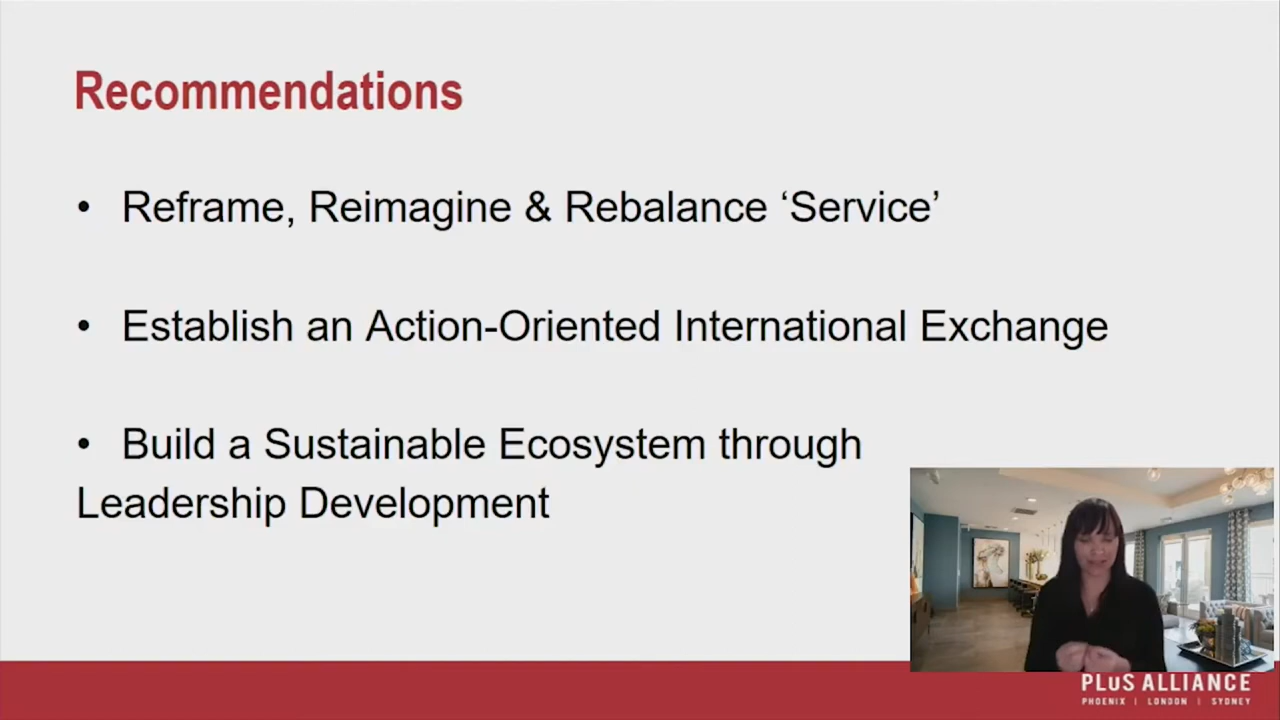 Recommendations
• Reframe, Reimagine & Rebalance ‘Service’
• Establish an Action-Oriented International Exchange
• Build a Sustainable Ecosystem through
Leadership Development
PLuS ALLIANCE
PHOENIX | LONDON | SYDNEY